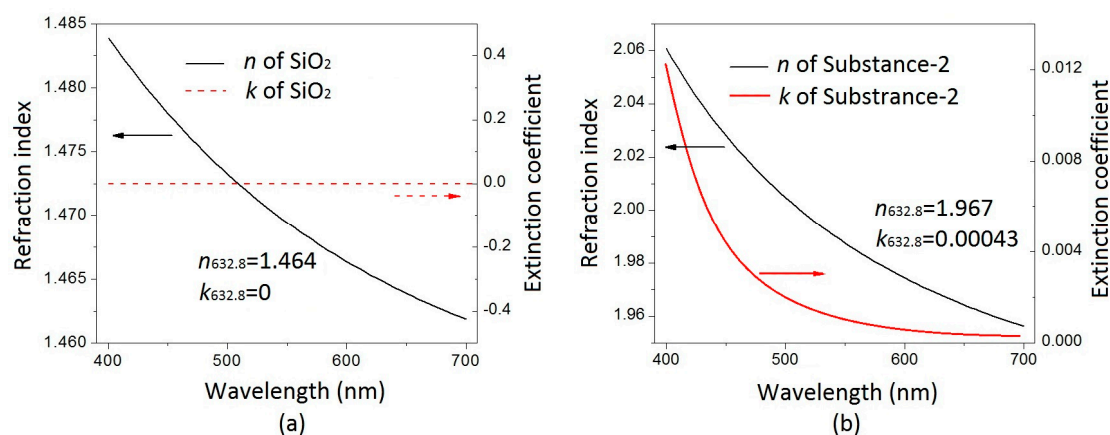 1.485
1.480
1.475
1.470
1.465
1.460
Refraction index
n of SiO₂
k of SiO₂
n632.8=1.464
k632.8=0
0.4
0.2
0.0
-0.2
-0.4
Extinction coefficient
400
500
600
700
Wavelength (nm)
(a)
2.06
2.04
2.02
2.00
1.98
1.96
Refraction index
n of Substance-2
k of Substrance-2
n632.8=1.967
k632.8=0.00043
0.012
0.008
0.004
0.000
Extinction coefficient
400
500
600
700
Wavelength (nm)
(b)